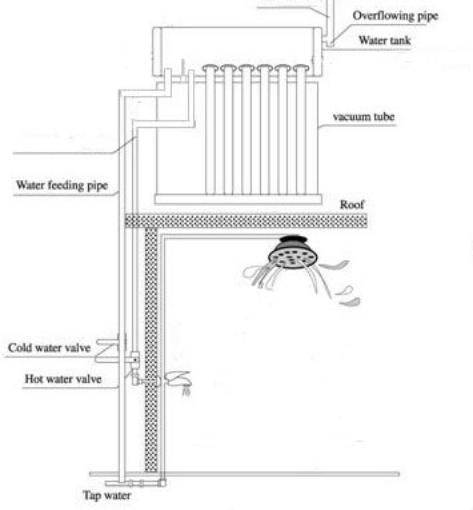 Overflowing pipe
Water tank
vacuum tube
Water feeding pipe
Roof
Cold water valve
Hot water valve
Tap water